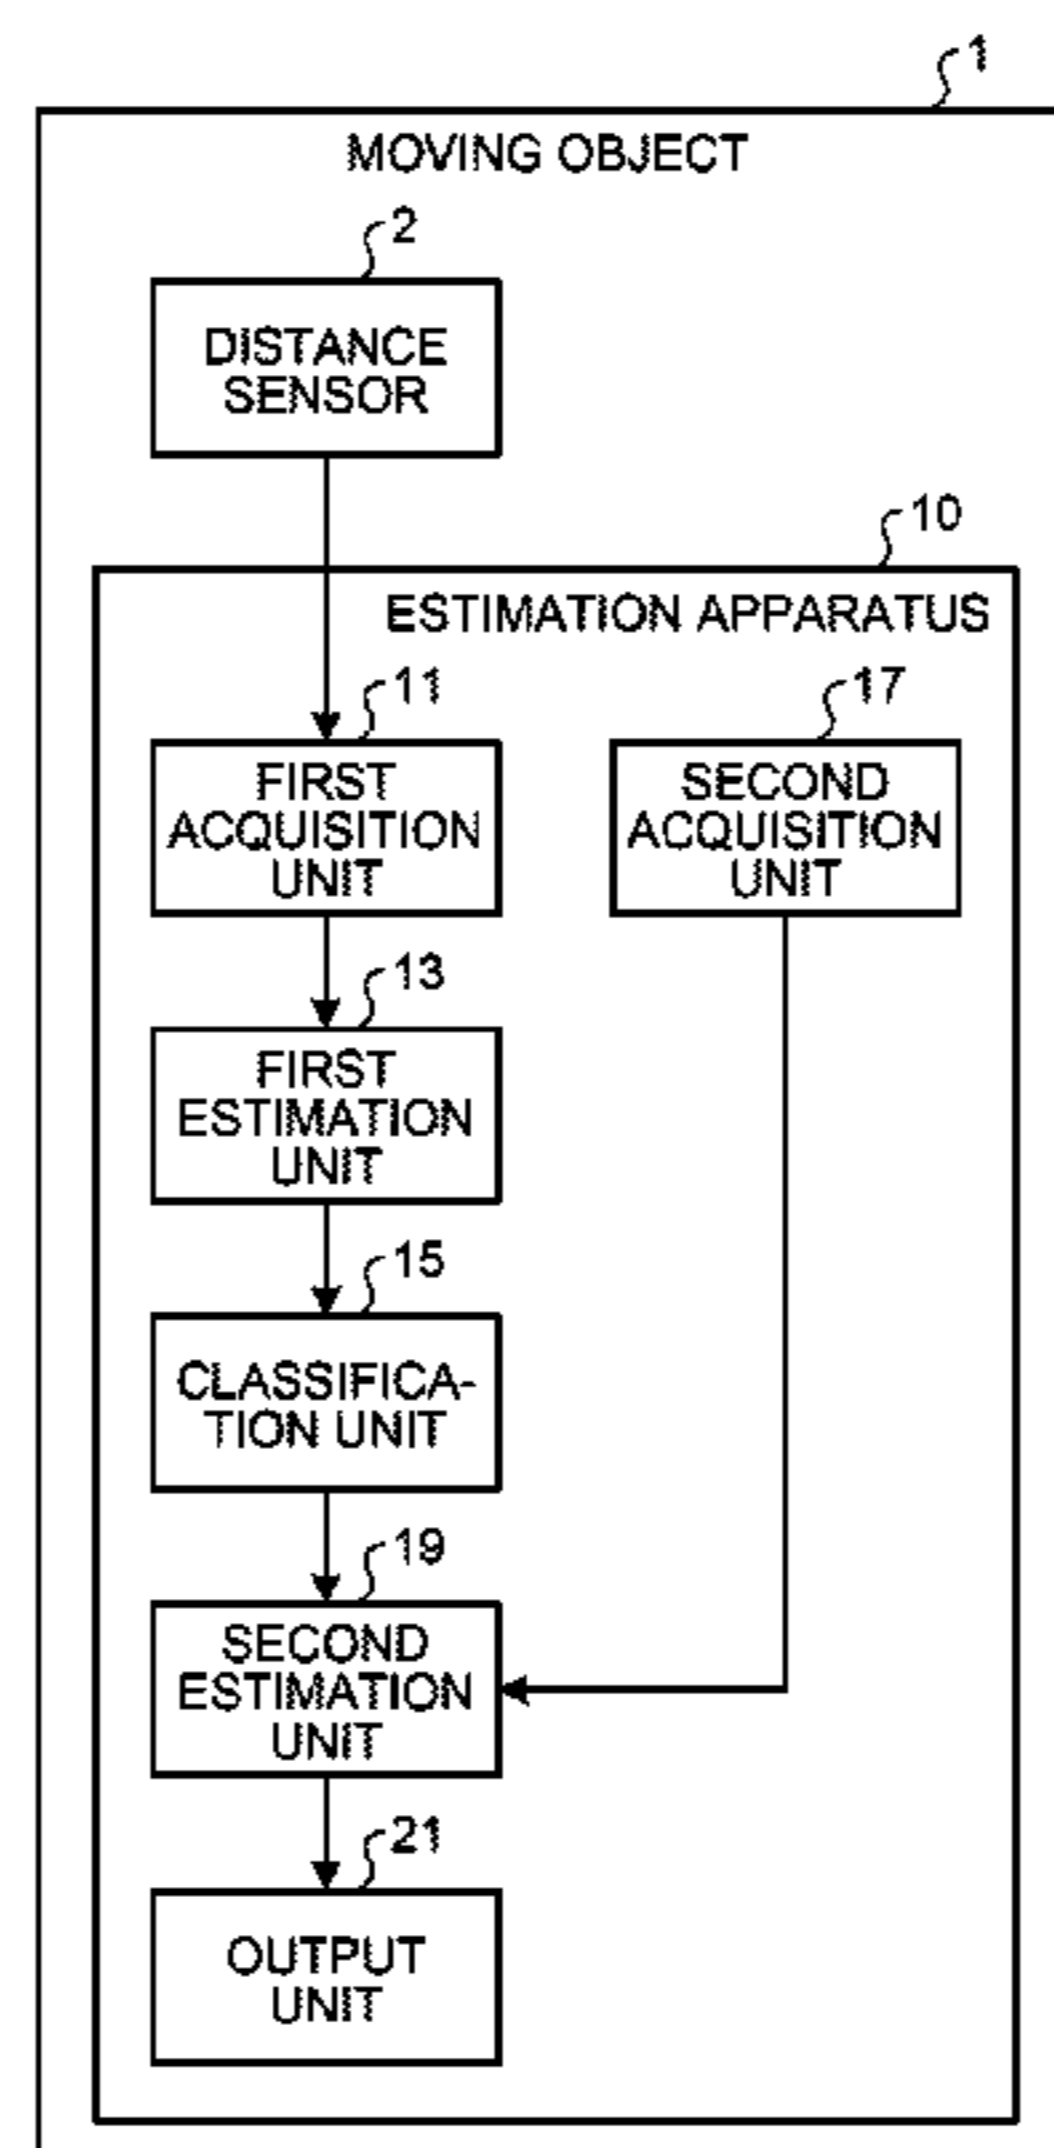 1
MOVING OBJECT
2
DISTANCE
SENSOR
10
ESTIMATION APPARATUS
11
17
FIRST
ACQUISITION
UNIT
SECOND
ACQUISITION
UNIT
13
FIRST
ESTIMATION
UNIT
15
CLASSIFICA-
TION UNIT
19
SECOND
ESTIMATION
UNIT
21
OUTPUT
UNIT